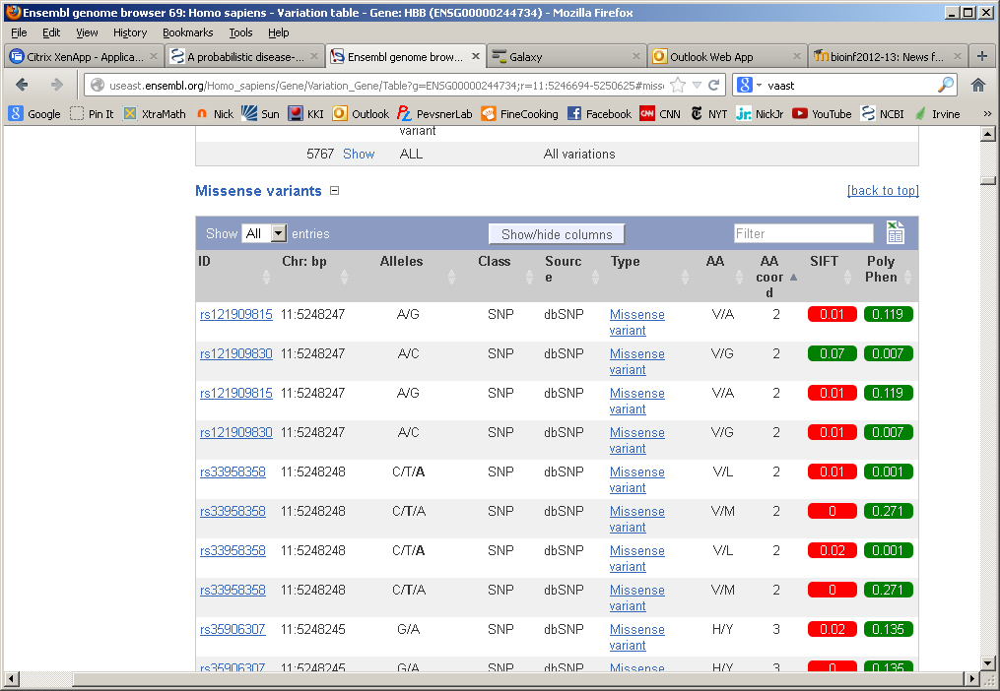 Ensembl genome browser 69: Homo sapiens - Variation table - Gene: HBB (ENSG00000244734) - Mozilla Firefox
File Edit View History Bookmarks Tools Help
Citrix XenApp - Applica... A probabilistic disease-... Ensembl genome brow... Galaxy Outlook Web App bioinf2012-13: News f...
useast.ensembl.org/Homo_sapiens/Gene/Variation_Gene/Table?g=ENSG00000244734;r=11:5246694-5250625#miss vaast
Google Pin It XtraMath Nick Sun KKI Outlook PevsnerLab FineCooking Facebook CNN NYT NickJr YouTube NCBI Irvine »
variant
5767 Show ALL All variations
Missense variants [back to top]
Show All entries Show/hide columns Filter
ID Chr: bp Alleles Class Sourc Type AA AA SIFT Poly
e coor Phen
d
rs121909815 11:5248247 A/G SNP dbSNP Missense V/A 2 0.01 0.119
variant
rs121909830 11:5248247 A/C SNP dbSNP Missense V/G 2 0.07 0.007
variant
rs121909815 11:5248247 A/G SNP dbSNP Missense V/A 2 0.01 0.119
variant
rs121909830 11:5248247 A/C SNP dbSNP Missense V/G 2 0.01 0.007
variant
rs33958358 11:5248248 C/T/A SNP dbSNP Missense V/L 2 0.01 0.001
variant
rs33958358 11:5248248 C/T/A SNP dbSNP Missense V/M 2 0 0.271
variant
rs33958358 11:5248248 C/T/A SNP dbSNP Missense V/L 2 0.02 0.001
variant
rs33958358 11:5248248 C/T/A SNP dbSNP Missense V/M 2 0 0.271
variant
rs35906307 11:5248245 G/A SNP dbSNP Missense H/Y 3 0.02 0.135
variant
rs35906307 11:5248245 G/A SNP dbSNP Missense H/Y 3 0 0.135